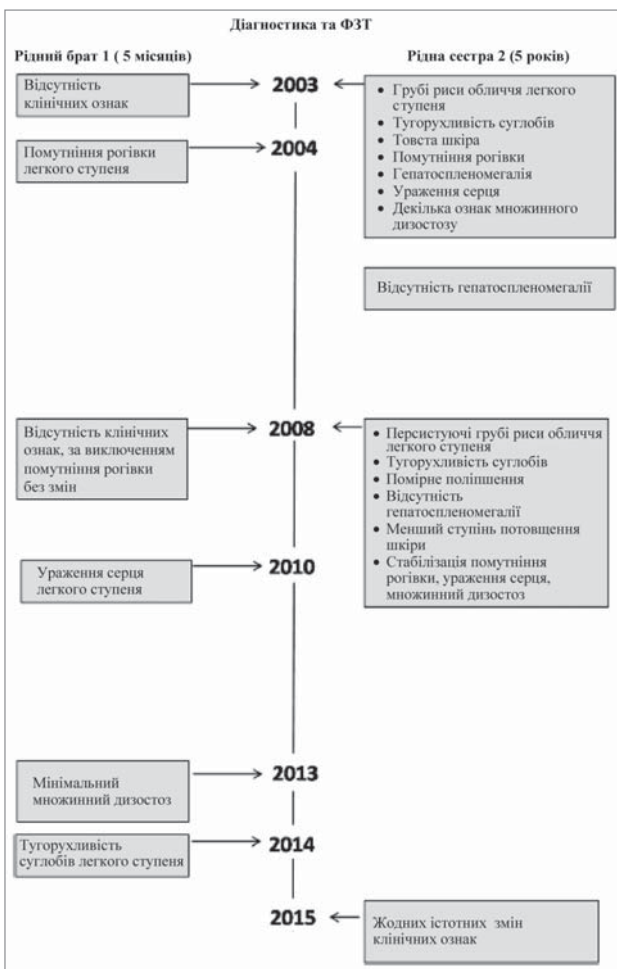 Діагностика та ФЗТ
Рідний брат 1 ( 5 місяців)
Рідна сестра 2 (5 років)
2003
Відсутність
клінічних ознак
• Грубі риси обличчя легкого
ступеня
• Тугорухливість суглобів
• Товста шкіра
• Помутніння рогівки
• Гепатоспленомегалія
• Ураження серця
• Декілька ознак множинного
дизостозу
2004
Помутніння рогівки
легкого ступеня
Відсутність гепатоспленомегалії
2008
Відсутність клінічних
ознак, за виключенням
помутніння рогівки
без змін
• Персистуючі грубі риси обличчя
легкого ступеня
• Тугорухливість суглобів
• Помірне поліпшення
• Відсутність
гепатоспленомегалії
• Менший ступінь потовщення
шкіри
• Стабілізація помутніння
рогівки, ураження серця,
множинний дизостоз
2010
Ураження серця
легкого ступеня
2013
Мінімальний
множинний дизостоз
2014
Тугорухливість
суглобів легкого ступеня
2015
Жодних істотних змін
клінічних ознак